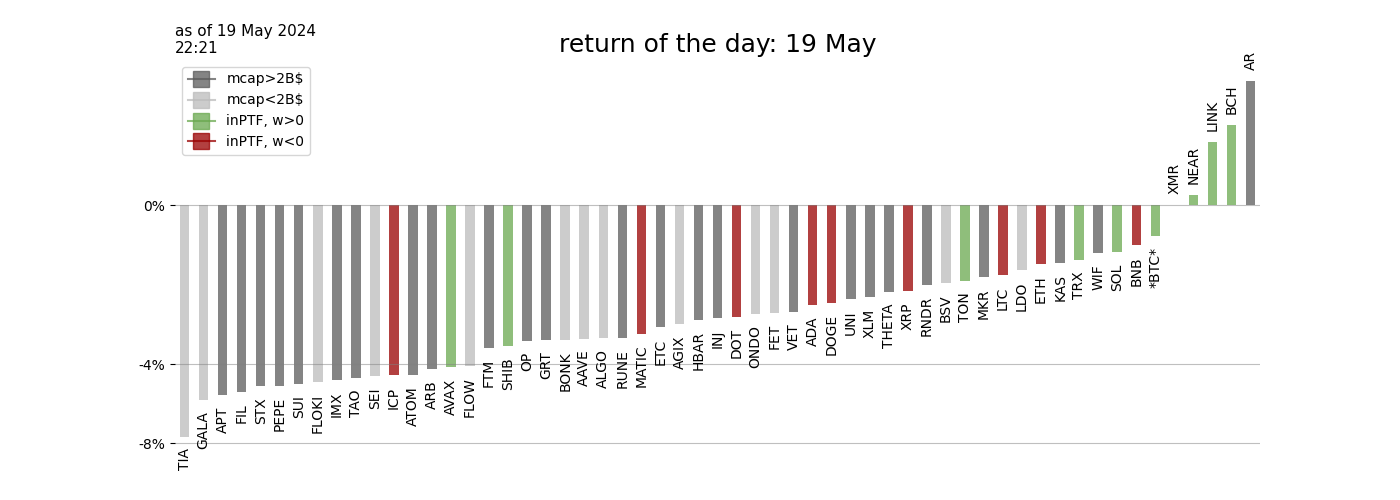 as of 19 May 2024
22:21
return of the day: 19 May
mcap>2B$
mcap<2B$
inPTF, w>0
inPTF, w<0
0%
-4%
-8%
TIA
GALA
APT
FIL
STX
PEPE
SUI
FLOKI
IMX
TAO
SEI
ICP
ATOM
ARB
AVAX
FLOW
FTM
SHIB
OP
GRT
BONK
AAVE
ALGO
RUNE
MATIC
ETC
AGIX
HBAR
INJ
DOT
ONDO
FET
VET
ADA
DOGE
UNI
XLM
THETA
XRP
RNDR
BSV
TON
MKR
LTC
LDO
ETH
KAS
TRX
WIF
SOL
BNB
*BTC*
XMR
NEAR
LINK
BCH
AR